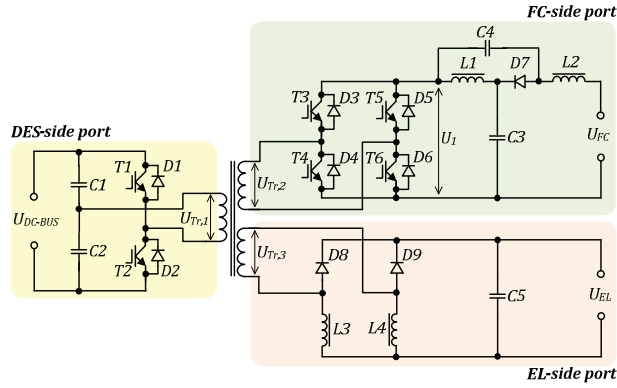 FC-side port
C4
L1
D7
L2
T3
D3
T5
D5
U1
C3
UFC
T4
D4
T6
D6
UTr,2
DES-side port
C1
T1
D1
UDC-BUS
UTr,1
C2
T2
D2
UTr,3
D8
D9
C5
UEL
L3
L4
EL-side port